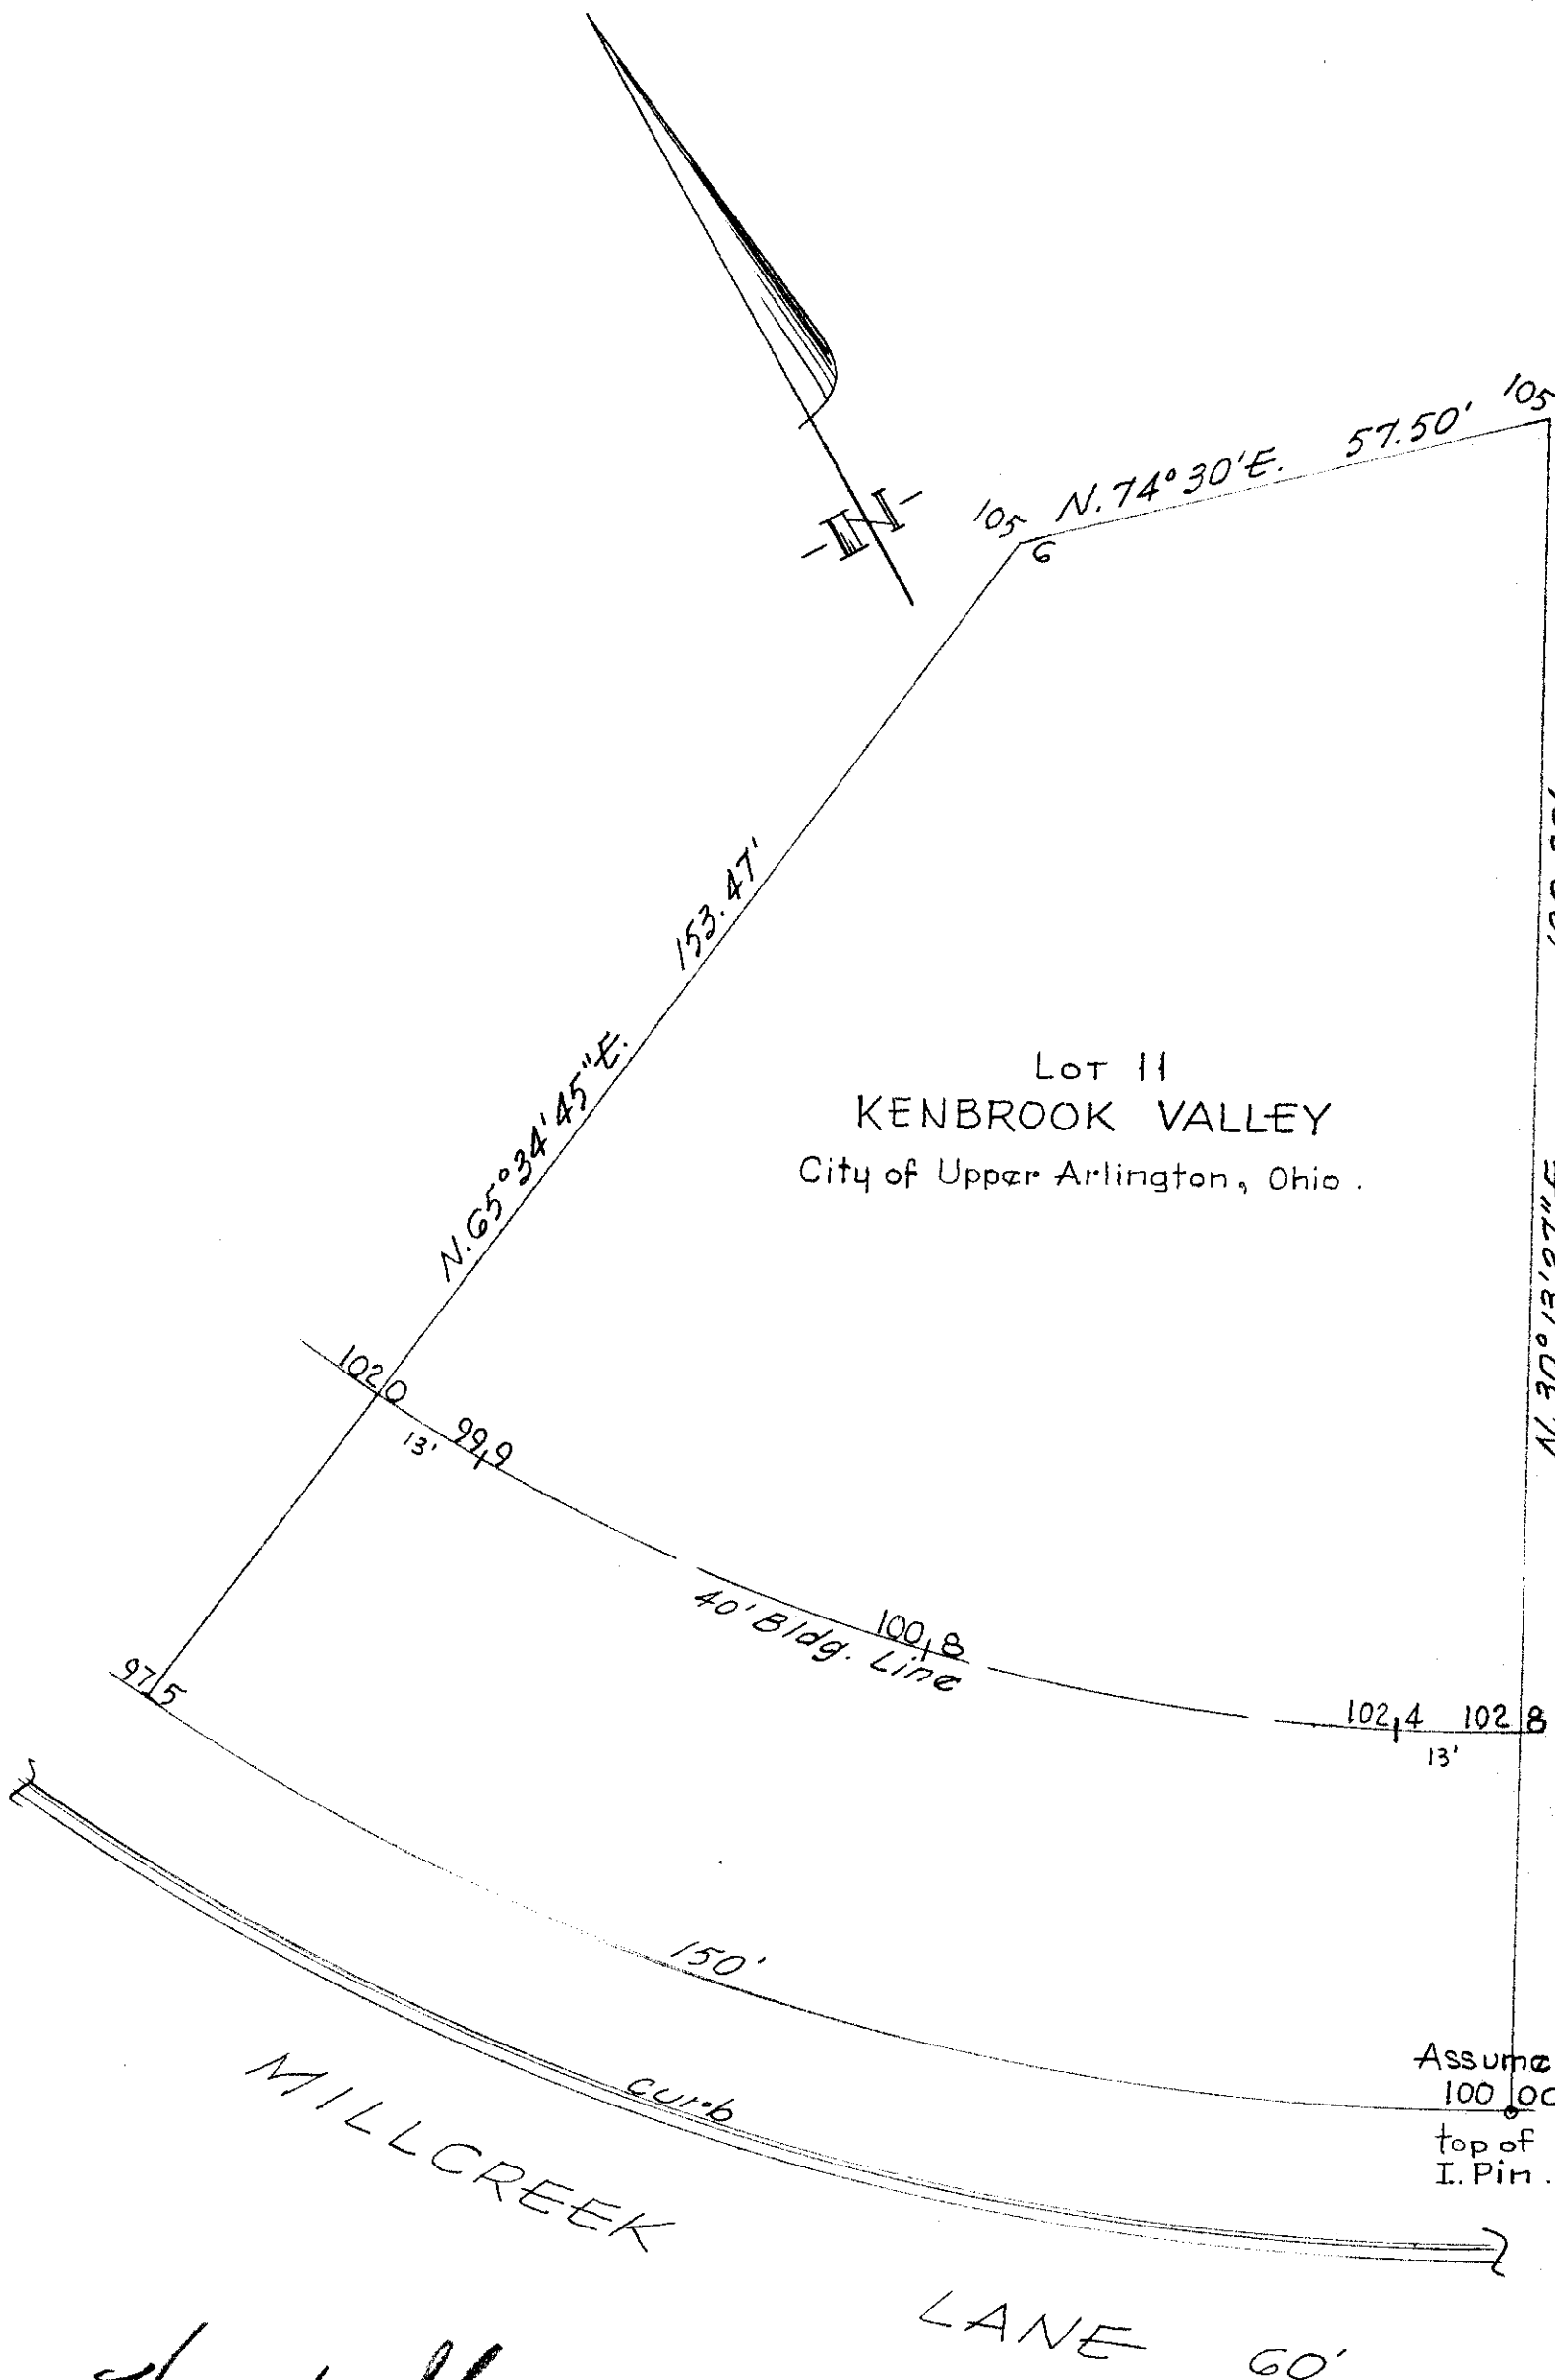 105
N. 74° 30' E. 57.50'
105
6
N
153.47'
N. 65° 34' 45" E.
LOT 11
KENBROOK VALLEY
City of Upper Arlington, Ohio.
102 0
13'
99.9
40' Bldg. Line
100.8
102.4
102 8
13'
97.5
150'
Assume
100 00
top of
I. Pin.
curb
MILLCREEK LANE 60'